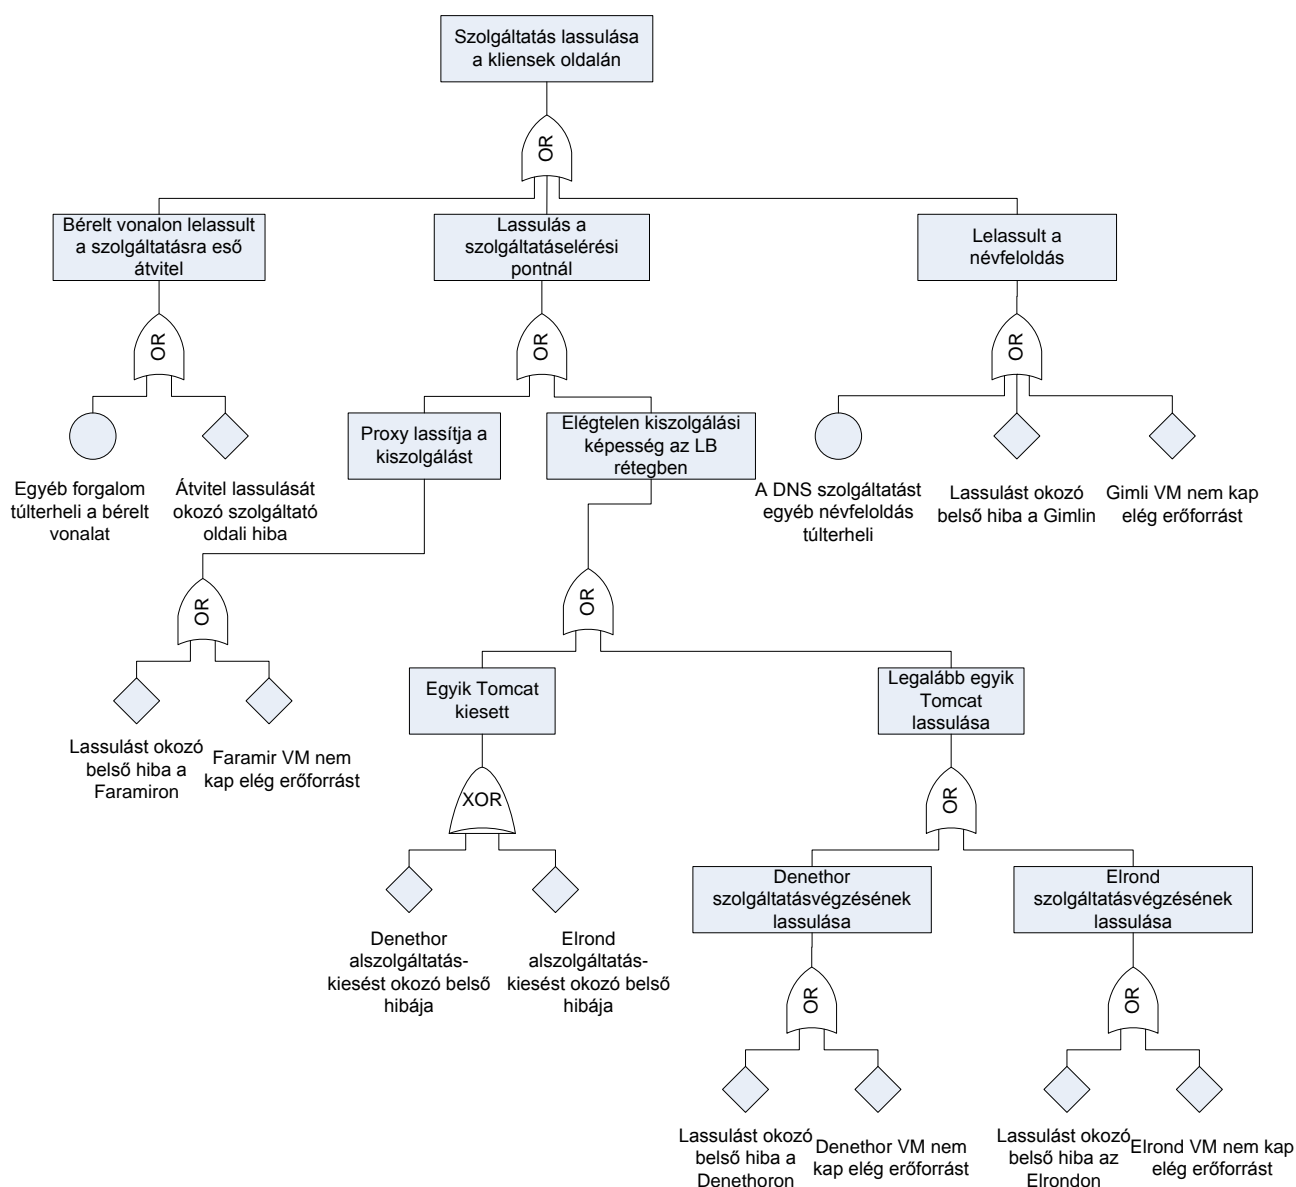 Szolgáltatás lassulása
a kliensek oldalán
OR
Bérelt vonalon lelassult
a szolgáltatásra eső
átvitel
Lassulás a
szolgáltatáselérési
pontnál
Lelassult a
névfeloldás
OR
OR
OR
Egyéb forgalom
túlterheli a bérelt
vonalat
Átvitel lassulását
okozó szolgáltató
oldali hiba
Proxy lassítja a
kiszolgálást
Elégtelen kiszolgálási
képesség az LB
rétegben
A DNS szolgáltatást
egyéb névfeloldás
túlterheli
Lassulást okozó
belső hiba a Gimlin
Gimli VM nem kap
elég erőforrást
OR
OR
Lassulást okozó
belső hiba a
Faramiron
Faramir VM nem
kap elég erőforrást
Egyik Tomcat
kiesett
Legalább egyik
Tomcat
lassulása
XOR
OR
Denethor
alszolgáltatás-
kiesést okozó belső
hibája
Elrond
alszolgáltatás-
kiesést okozó belső
hibája
Denethor
szolgáltatásvégzésének
lassulása
Elrond
szolgáltatásvégzésének
lassulása
OR
OR
Lassulást okozó
belső hiba a
Denethoron
Denethor VM nem
kap elég erőforrást
Lassulást okozó
belső hiba az
Elrondon
Elrond VM nem kap
elég erőforrást